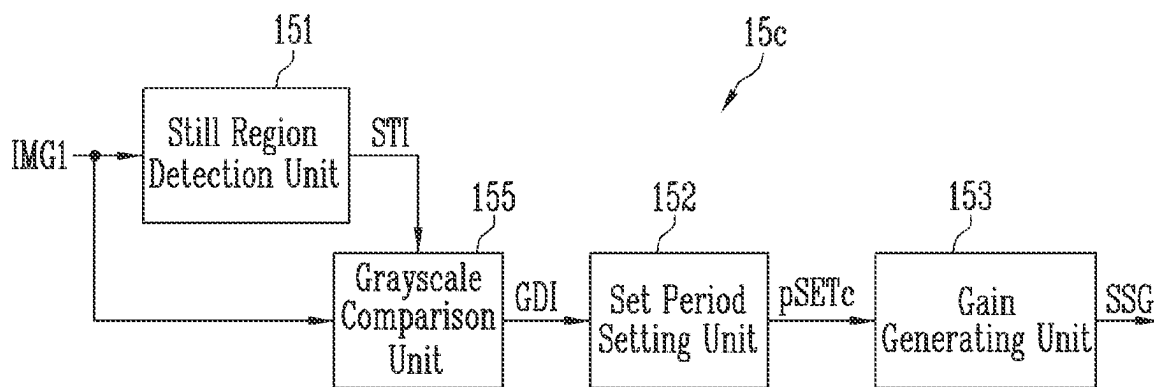 151
15c
IMG1
Still Region
Detection Unit
STI
155
152
153
Grayscale
Comparison
Unit
GDI
Set Period
Setting Unit
pSETc
Gain
Generating Unit
SSG